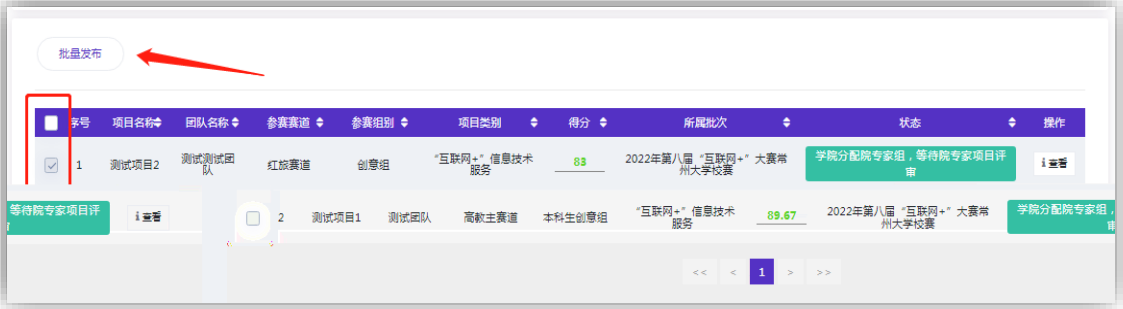 批量发布
序号 项目名称 团队名称 参赛赛道 参赛组别 项目类别 得分 所属批次 状态 操作
1 测试项目2 测试测试团队 红旅赛道 创意组 “互联网+”信息技术服务 83 2022年第八届“互联网+”大赛常州大学校赛 学院分配院专家组，等待院专家项目评审 i 查看
等待院专家项目评 i 查看
2 测试项目1 测试团队 高教主赛道 本科生创意组 “互联网+”信息技术服务 89.67 2022年第八届“互联网+”大赛常州大学校赛 学院分配院专家组，
<< < 1 > >>